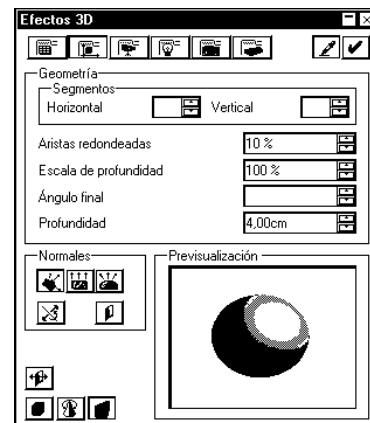 Efectos 3D
Geometría
Segmentos
Horizontal Vertical
Aristas redondeadas 10 %
Escala de profundidad 100 %
Ángulo final
Profundidad 4,00cm
Normales Previsualización